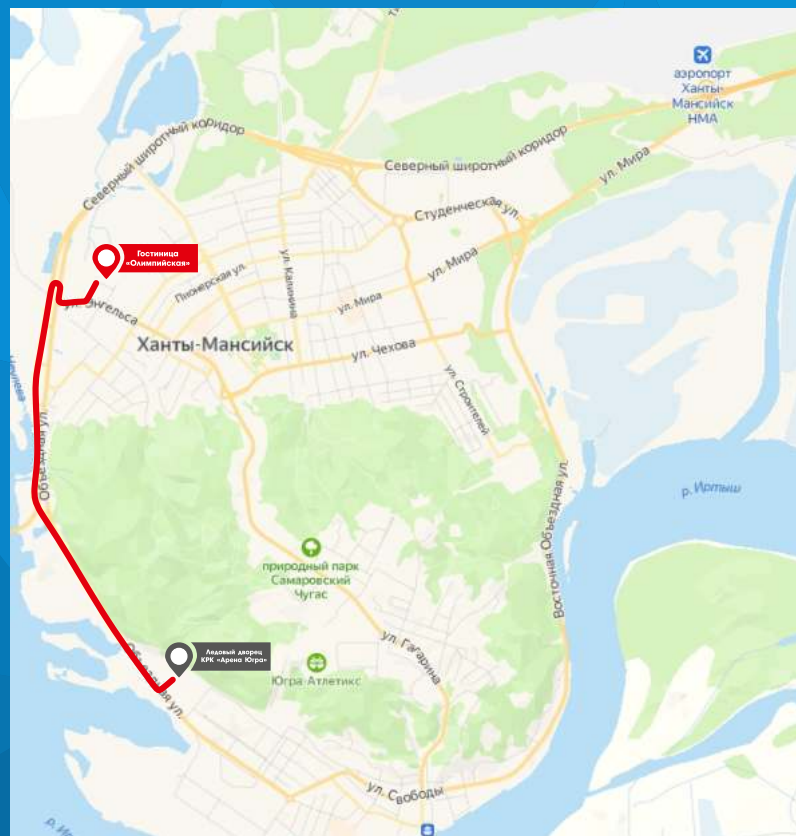 аэропорт
Ханты-
Мансийск
НМА
Северный широтный коридор
Северный широтный коридор
ул. Мира
Студенческая ул.
Гостиница
«Олимпийская»
ул. Калинина
ул. Мира
Пионерская ул.
ул. Мира
ул. Энгельса
Ханты-Мансийск
ул. Чехова
ул. Строителей
Объездная ул.
р. Иртыш
Восточная Объездная ул.
природный парк
Самаровский
Чугас
ул. Гагарина
Ледовый дворец
КРК «Арена Югра»
Объездная ул.
Югра-Атлетикс
ул. Свободы